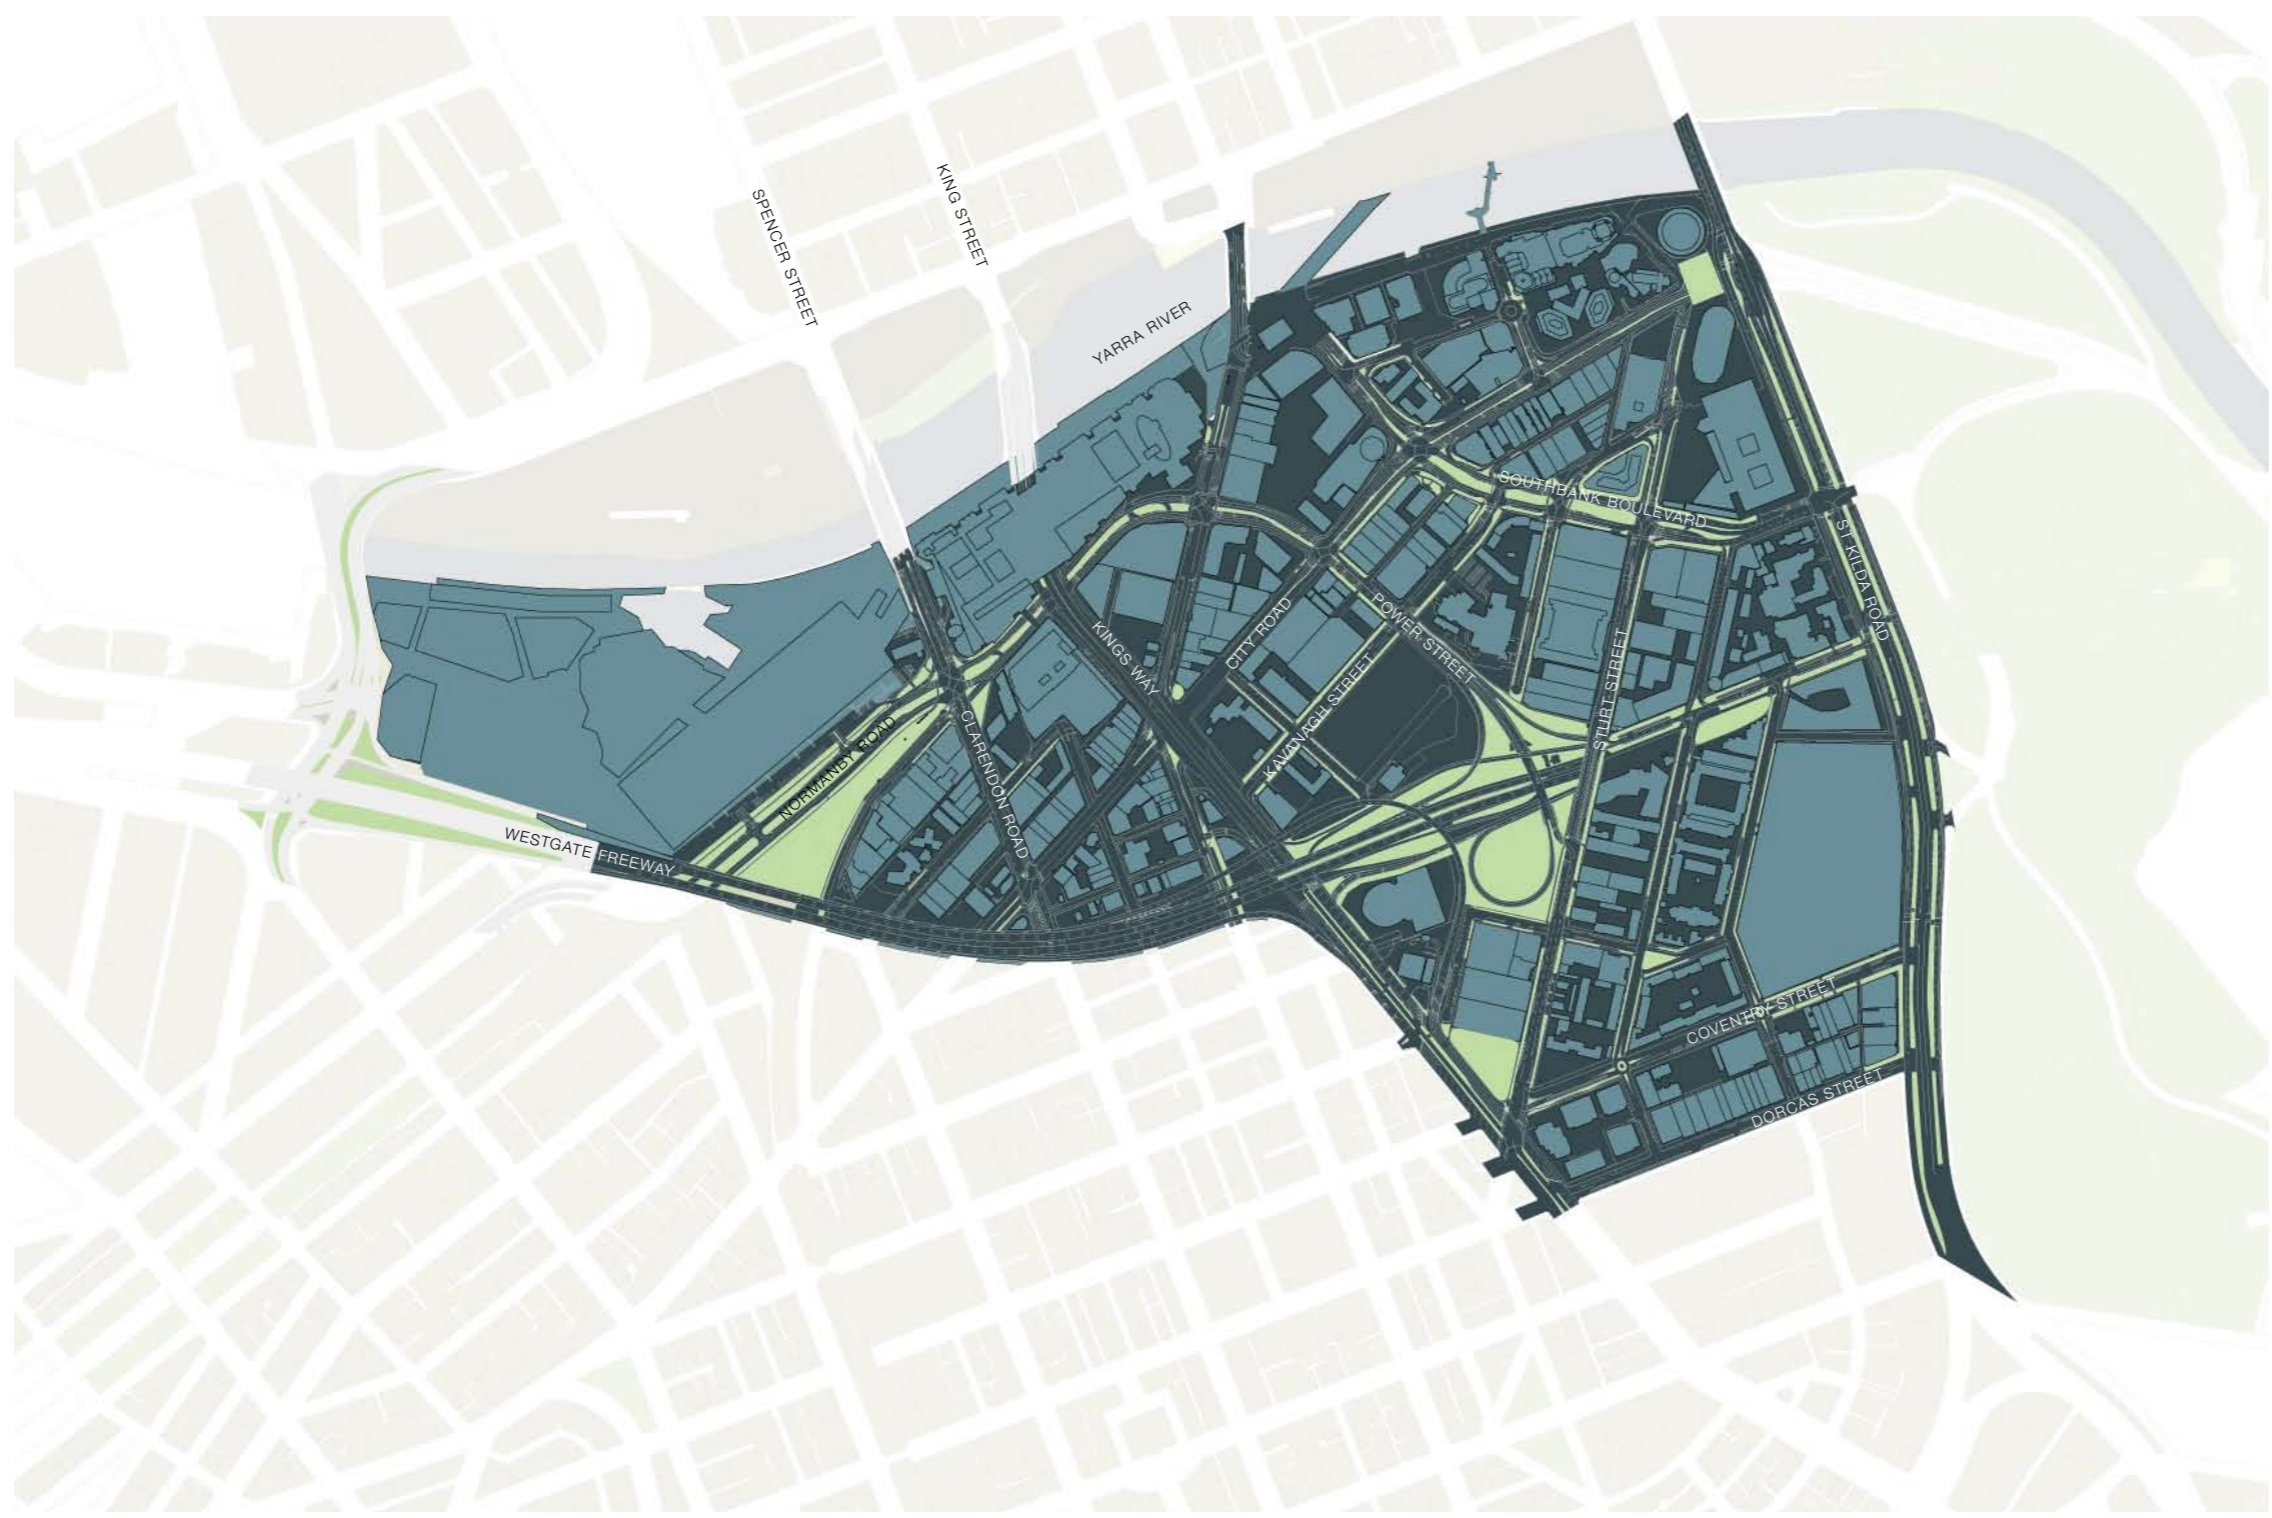 KING STREET
SPENCER STREET
YARRA RIVER
SOUTHBANK BOULEVARD
ST KILDA ROAD
POWER STREET
CITY ROAD
KINGS WAY
STURT STREET
KAVANAGH STREET
CLARENDON ROAD
NORMANBY ROAD
WESTGATE FREEWAY
COVENTRY STREET
DORCAS STREET